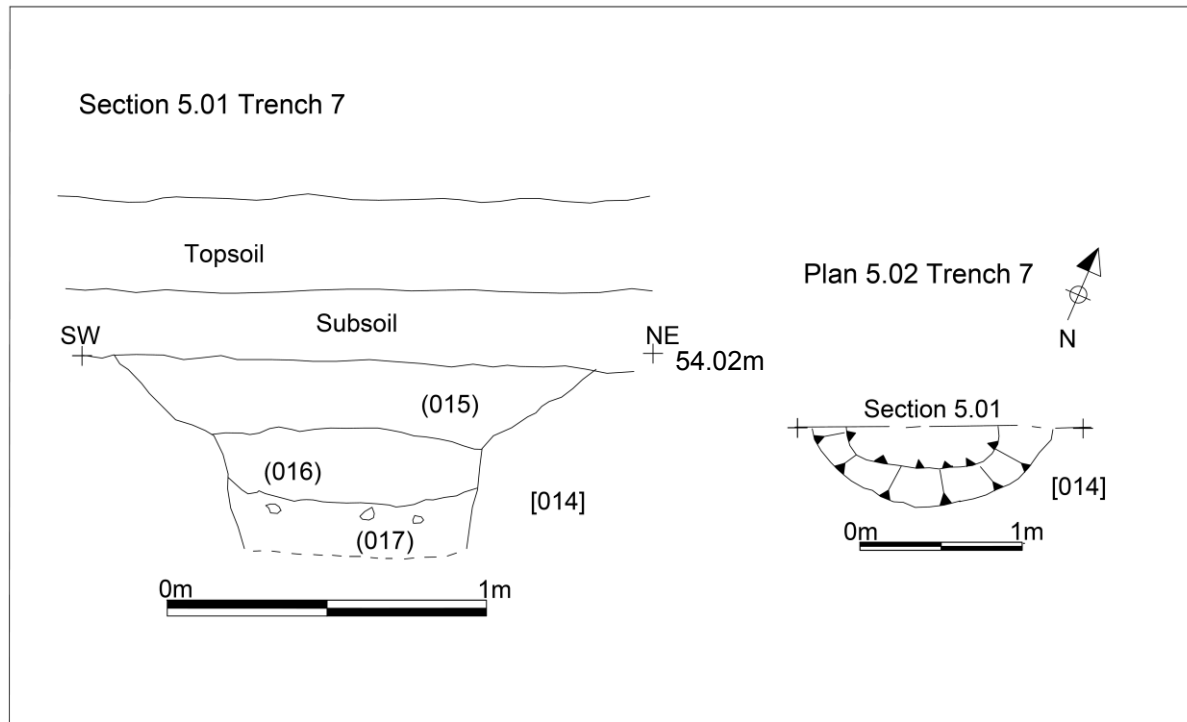 Section 5.01 Trench 7
Topsoil
Subsoil
SW
NE
54.02m
(015)
(016)
[014]
(017)
0m
1m
Plan 5.02 Trench 7
N
Section 5.01
[014]
0m
1m